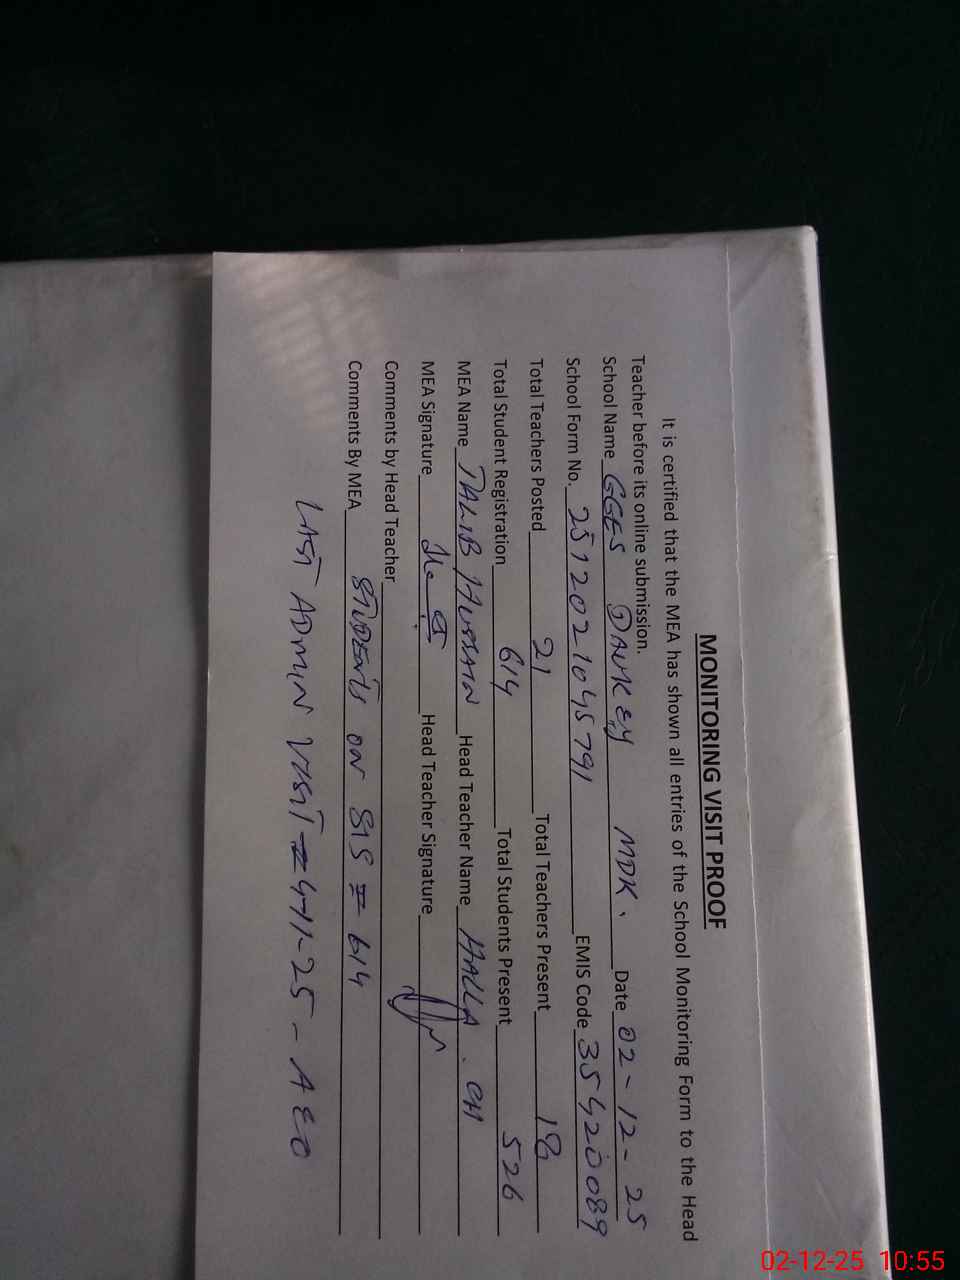 MONITORING VISIT PROOF
It is certified that the MEA has shown all entries of the School Monitoring Form to the Head
Teacher before its online submission.
School Name GGES DAUKEY MDK. Date 02-12-25
School Form No. 2512021045791 EMIS Code 35420089
Total Teachers Posted 21 Total Teachers Present 18
Total Student Registration 614 Total Students Present 526
MEA Name TALIB HUSSAIN Head Teacher Name
MEA Signature Head Teacher Signature
Comments by Head Teacher
Comments By MEA STUDENTS ON SIS = 614
LAST ADMIN VISIT = 4-11-25 - AEO
02-12-25 10:55